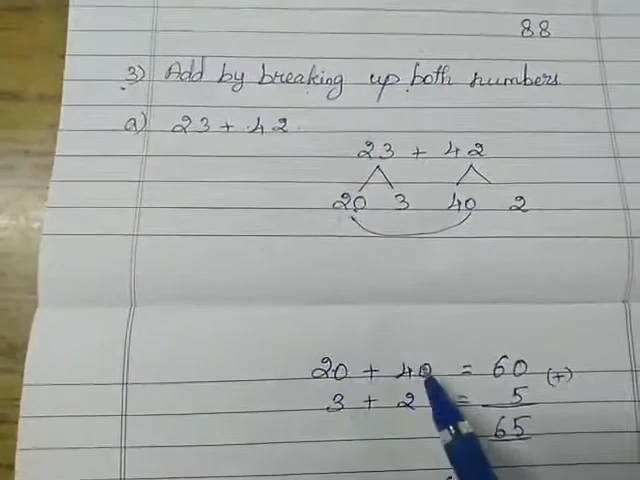 88
3) Add by breaking up both numbers.
a) 23 + 42.
23 + 42
20 3 40 2
20 + 40 = 60 (+)
3 + 2 = 5
65